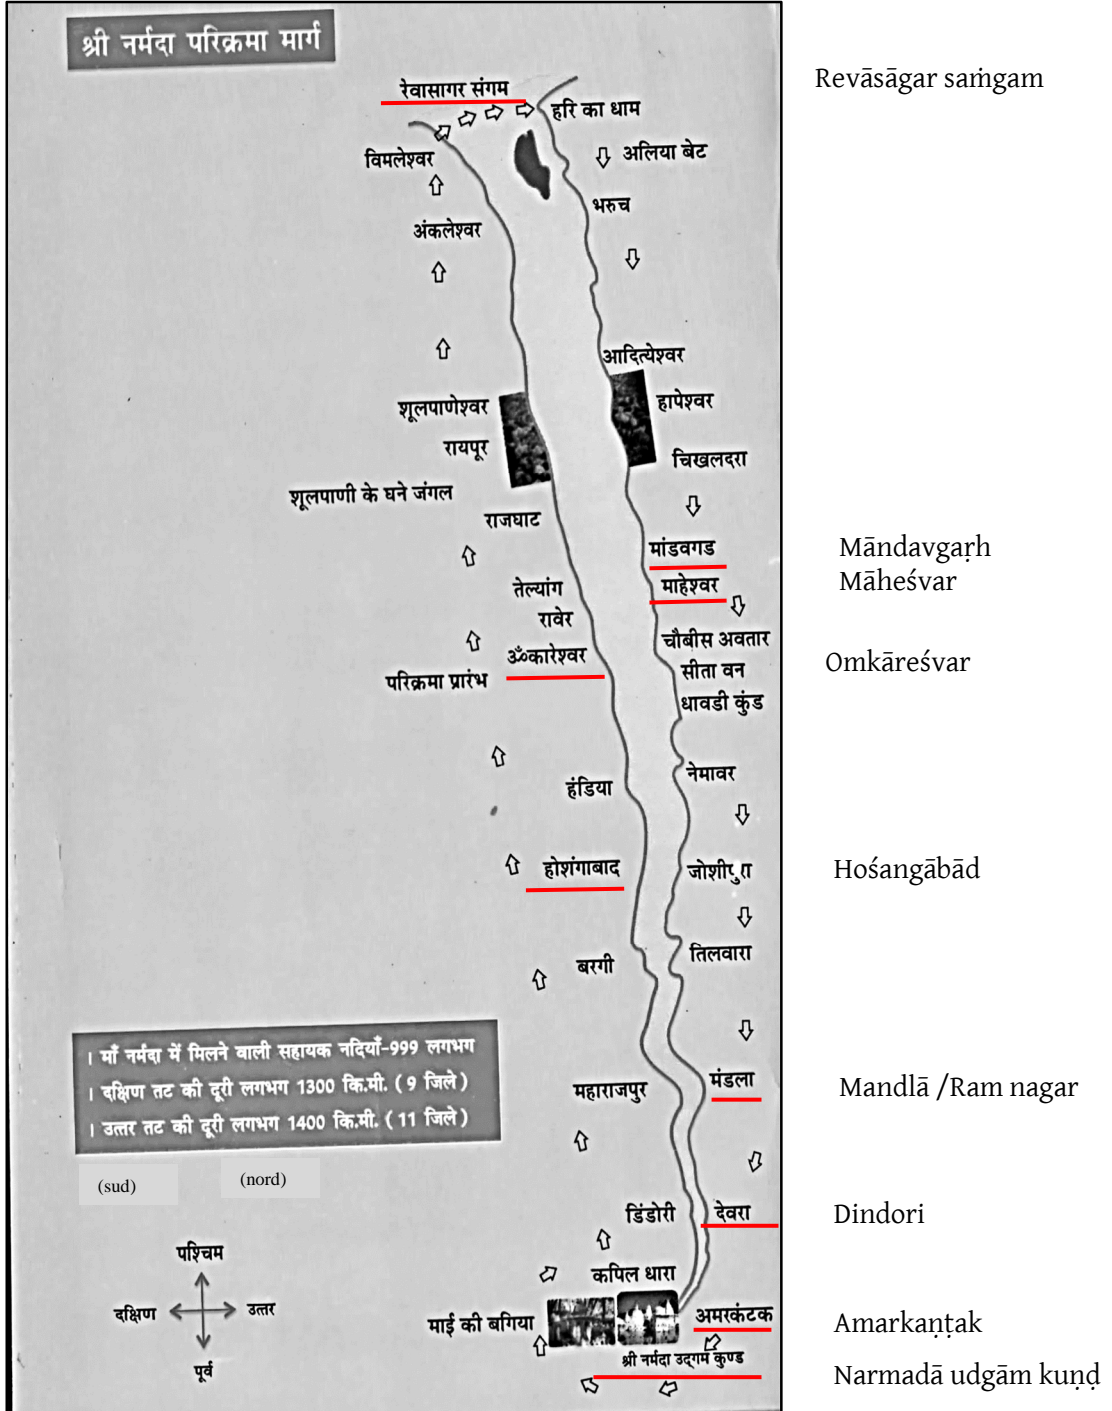 श्री नर्मदा परिक्रमा मार्ग
रेवासागर संगम
Revāsāgar saṁgam
हरि का धाम
विमलेश्वर
अलिया बेट
भरुच
अंकलेश्वर
आदित्येश्वर
शूलपाणेश्वर
हापेश्वर
रायपूर
चिखलदरा
शूलपाणी के घने जंगल
राजघाट
मांडवगड
Māndavgaṛh
तेल्यांग
माहेश्वर
Māheśvar
रावेर
चौबीस अवतार
ॐकारेश्वर
Omkāreśvar
परिक्रमा प्रारंभ
सीता वन
धावडी कुंड
नेमावर
हंडिया
होशंगाबाद
जोशीपुरा
Hośangābād
बरगी
तिलवारा
। माँ नर्मदा में मिलने वाली सहायक नदियाँ-999 लगभग
। दक्षिण तट की दूरी लगभग 1300 कि.मी. ( 9 जिले )
। उत्तर तट की दूरी लगभग 1400 कि.मी. ( 11 जिले )
महाराजपुर
मंडला
Mandlā /Ram nagar
(sud)
(nord)
डिंडोरी
देवरा
Dindori
पश्चिम
दक्षिण
उत्तर
पूर्व
कपिल धारा
माई की बगिया
अमरकंटक
Amarkaṇṭak
श्री नर्मदा उद्गम कुण्ड
Narmadā udgām kuṇḍ